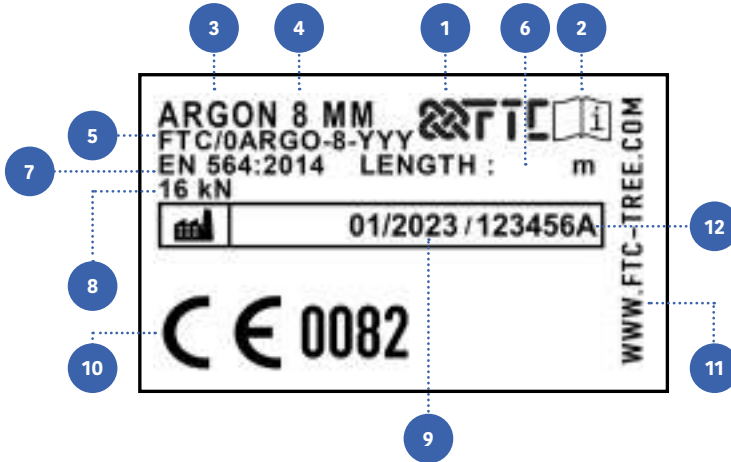 3 4 1 6 2
ARGON 8 MM FTC i
5 FTC/0ARGO-8-YYY
7 EN 564:2014 LENGTH : m
8 16 kN
01/2023 / 123456A 12
10 CE 0082
WWW.FTC-TREE.COM 11
9